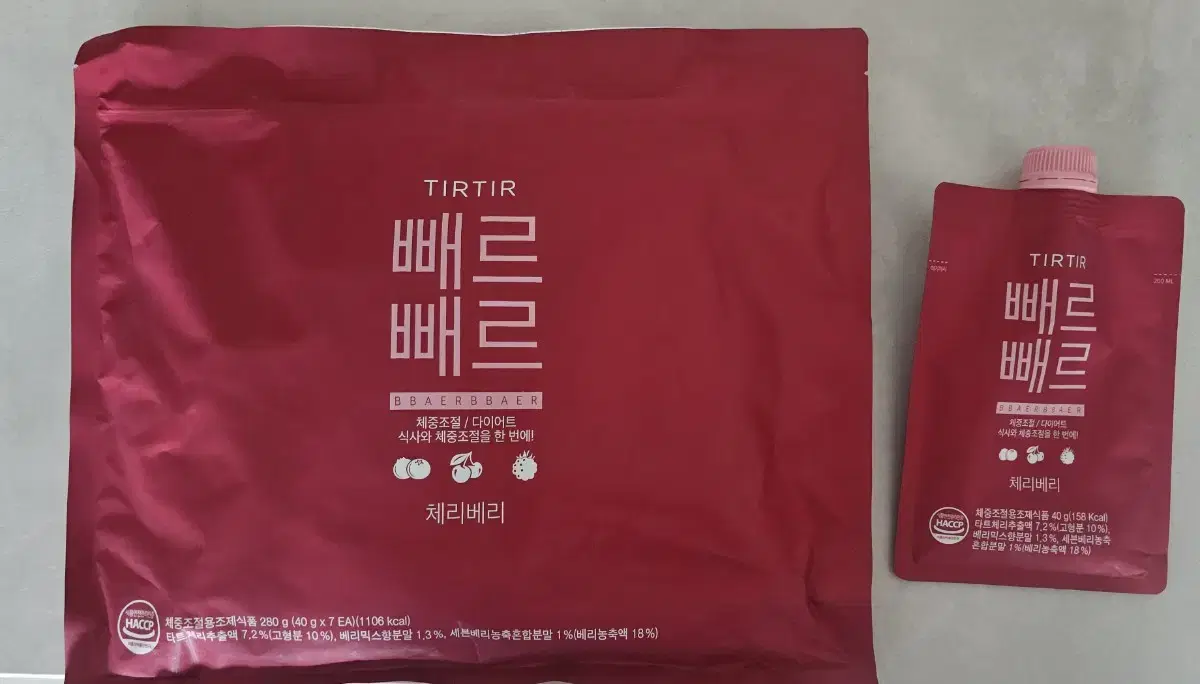 TIRTIR
빼르
빼르
BBAERBBAER
체중조절 / 다이어트
식사와 체중조절을 한 번에!
체리베리
HACCP
체중조절용조제식품 280 g (40 g x 7 EA)(1106 kcal)
타트체리추출액 7.2%(고형분 10%), 베리믹스향분말 1.3%, 세븐베리농축혼합분말 1%(베리농축액 18%)
TIRTIR
200 ML
빼르
빼르
BBAERBBAER
체중조절 / 다이어트
식사와 체중조절을 한 번에!
체리베리
HACCP
체중조절용조제식품 40 g(158 Kcal)
타트체리추출액 7.2%(고형분 10%),
베리믹스향분말 1.3%, 세븐베리농축
혼합분말 1%(베리농축액 18%)